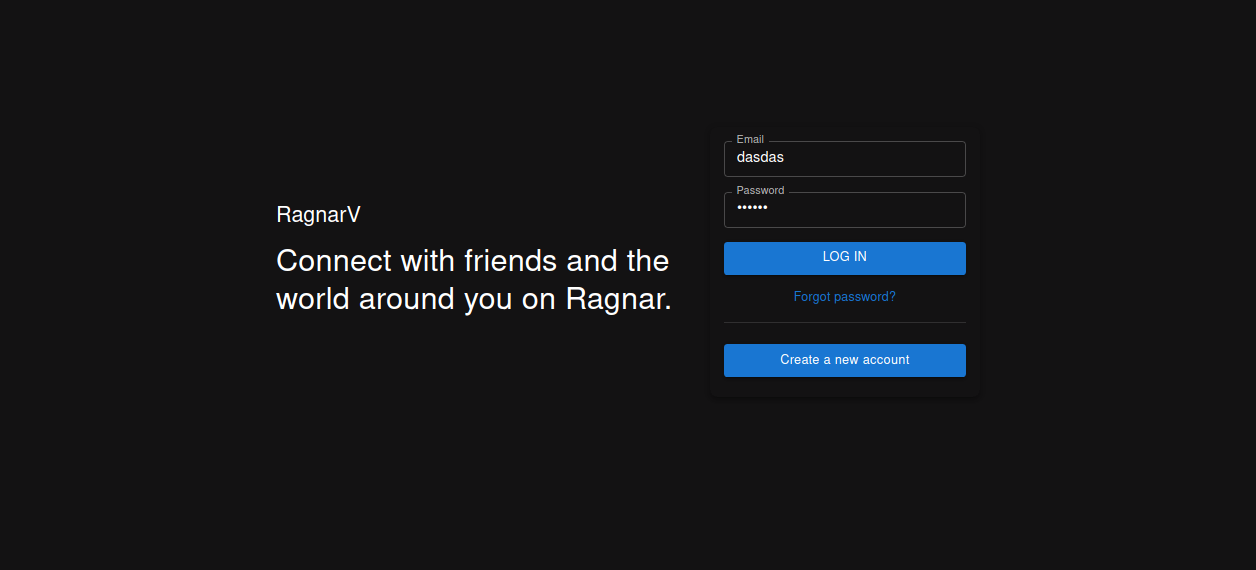 RagnarV
Connect with friends and the
world around you on Ragnar.
Email
dasdas
Password
••••••
LOG IN
Forgot password?
Create a new account